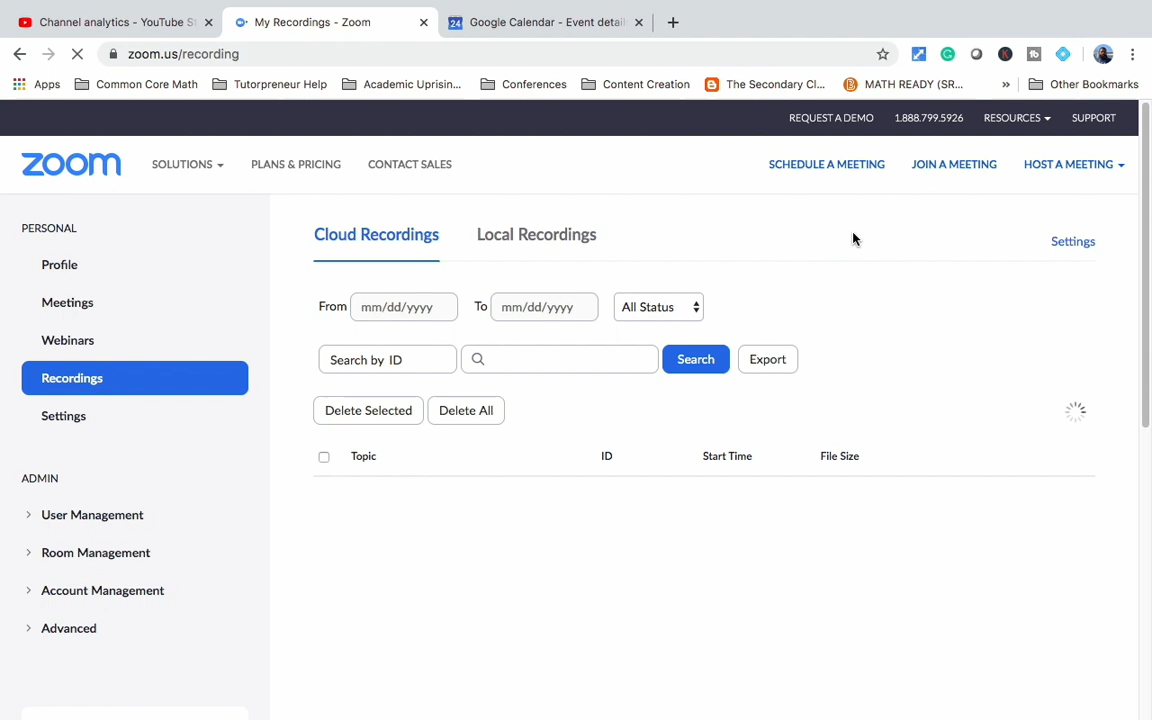 Channel analytics - YouTube St
My Recordings - Zoom
24 Google Calendar - Event detail
zoom.us/recording
Apps Common Core Math Tutorpreneur Help Academic Uprisin... Conferences Content Creation The Secondary Cl... MATH READY (SR... » Other Bookmarks
REQUEST A DEMO 1.888.799.5926 RESOURCES SUPPORT
zoom SOLUTIONS PLANS & PRICING CONTACT SALES SCHEDULE A MEETING JOIN A MEETING HOST A MEETING
PERSONAL
Profile
Meetings
Webinars
Recordings
Settings
ADMIN
User Management
Room Management
Account Management
Advanced
Cloud Recordings Local Recordings Settings
From mm/dd/yyyy To mm/dd/yyyy All Status
Search by ID Search Export
Delete Selected Delete All
Topic ID Start Time File Size